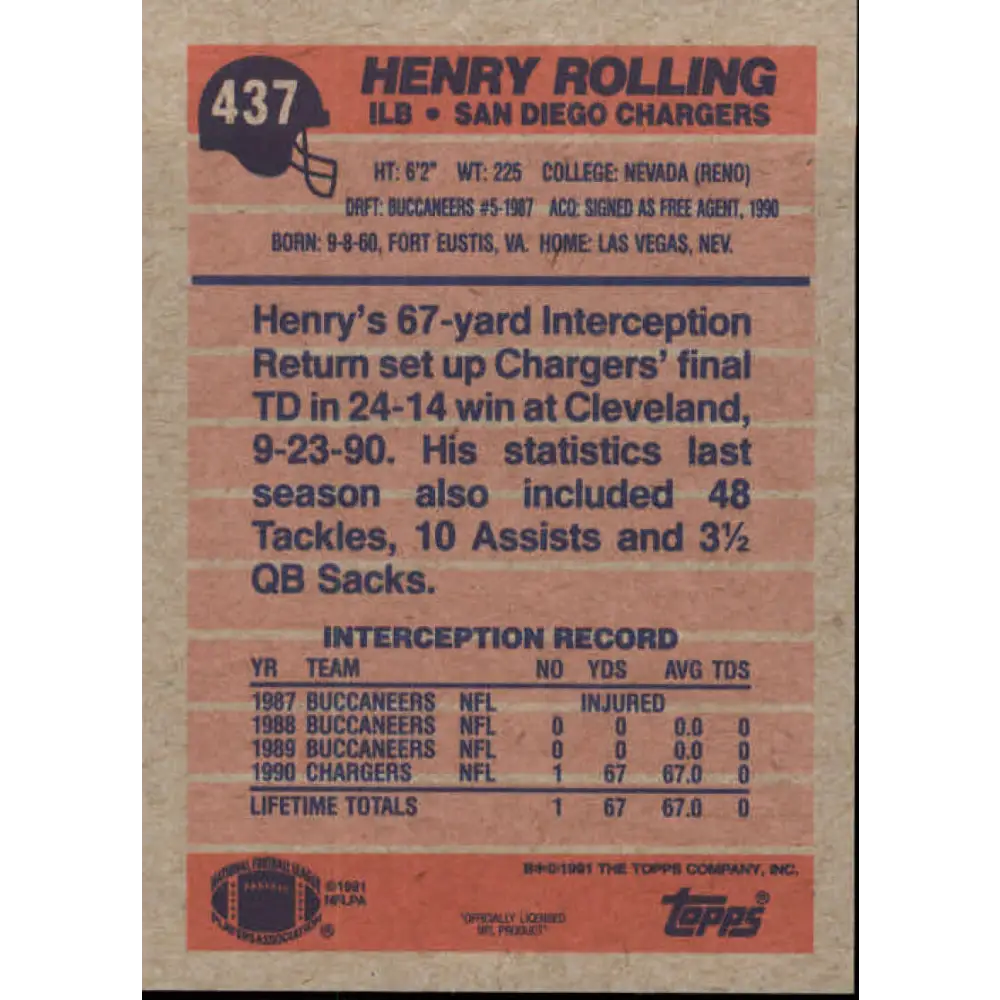 437
HENRY ROLLING
ILB • SAN DIEGO CHARGERS
HT: 6'2" WT: 225 COLLEGE: NEVADA (RENO)
DRFT: BUCCANEERS #5-1987 ACQ: SIGNED AS FREE AGENT, 1990
BORN: 9-8-60, FORT EUSTIS, VA. HOME: LAS VEGAS, NEV.
Henry's 67-yard Interception
Return set up Chargers' final
TD in 24-14 win at Cleveland,
9-23-90. His statistics last
season also included 48
Tackles, 10 Assists and 3½
QB Sacks.
INTERCEPTION RECORD
YR TEAM NO YDS AVG TDS
1987 BUCCANEERS NFL INJURED
1988 BUCCANEERS NFL 0 0 0.0 0
1989 BUCCANEERS NFL 0 0 0.0 0
1990 CHARGERS NFL 1 67 67.0 0
LIFETIME TOTALS 1 67 67.0 0
NATIONAL FOOTBALL LEAGUE
PLAYERS ASSOCIATION
®
©1991
NFLPA
"OFFICIALLY LICENSED
NFL PRODUCT"
©1991 THE TOPPS COMPANY, INC.
topps®